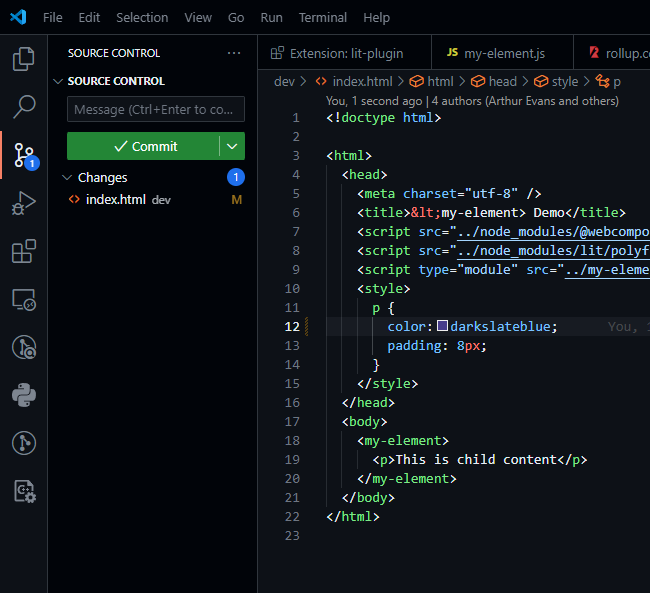 File Edit Selection View Go Run Terminal Help
SOURCE CONTROL ...
SOURCE CONTROL
Message (Ctrl+Enter to co...
Commit
Changes 1
index.html dev M
1
Extension: lit-plugin JS my-element.js rollup.c
dev > index.html > html > head > style > p
You, 1 second ago | 4 authors (Arthur Evans and others)
1 <!doctype html>
2
3 <html>
4 <head>
5 <meta charset="utf-8" />
6 <title>&lt;my-element> Demo</title>
7 <script src="../node_modules/@webcompo
8 <script src="../node_modules/lit/polyf
9 <script type="module" src="../my-eleme
10 <style>
11 p {
12 color: darkslateblue; You,
13 padding: 8px;
14 }
15 </style>
16 </head>
17 <body>
18 <my-element>
19 <p>This is child content</p>
20 </my-element>
21 </body>
22 </html>
23